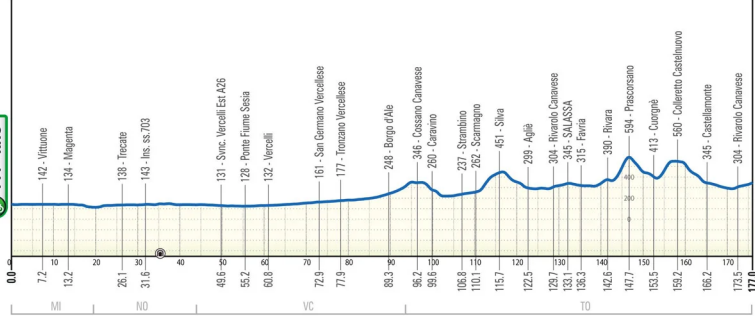 142 - Vittuone
134 - Magenta
138 - Trecate
143 - Ins. ss.703
131 - Svnc. Vercelli Est A26
128 - Ponte Fiume Sesia
132 - Vercelli
161 - San Germano Vercellese
177 - Tronzano Vercellese
248 - Borgo d'Ale
346 - Cossano Canavese
260 - Caravino
237 - Strambino
262 - Scarmagno
451 - Silva
299 - Agliè
304 - Rivarolo Canavese
345 - SALASSA
315 - Favria
390 - Rivara
594 - Prascorsano
413 - Cuorgnè
560 - Colleretto Castelnuovo
345 - Castellamonte
304 - Rivarolo Canavese
400
200
0
10 20 30 40 50 60 70 80 90 100 110 120 130 140 150 160 170
0.0 7.2 13.2 26.1 31.6 49.6 55.2 60.8 72.9 77.9 89.3 96.2 99.6 106.8 110.1 115.7 122.5 129.7 133.1 136.3 142.6 147.7 153.5 159.2 166.2 173.5 177.0
MI NO VC TO